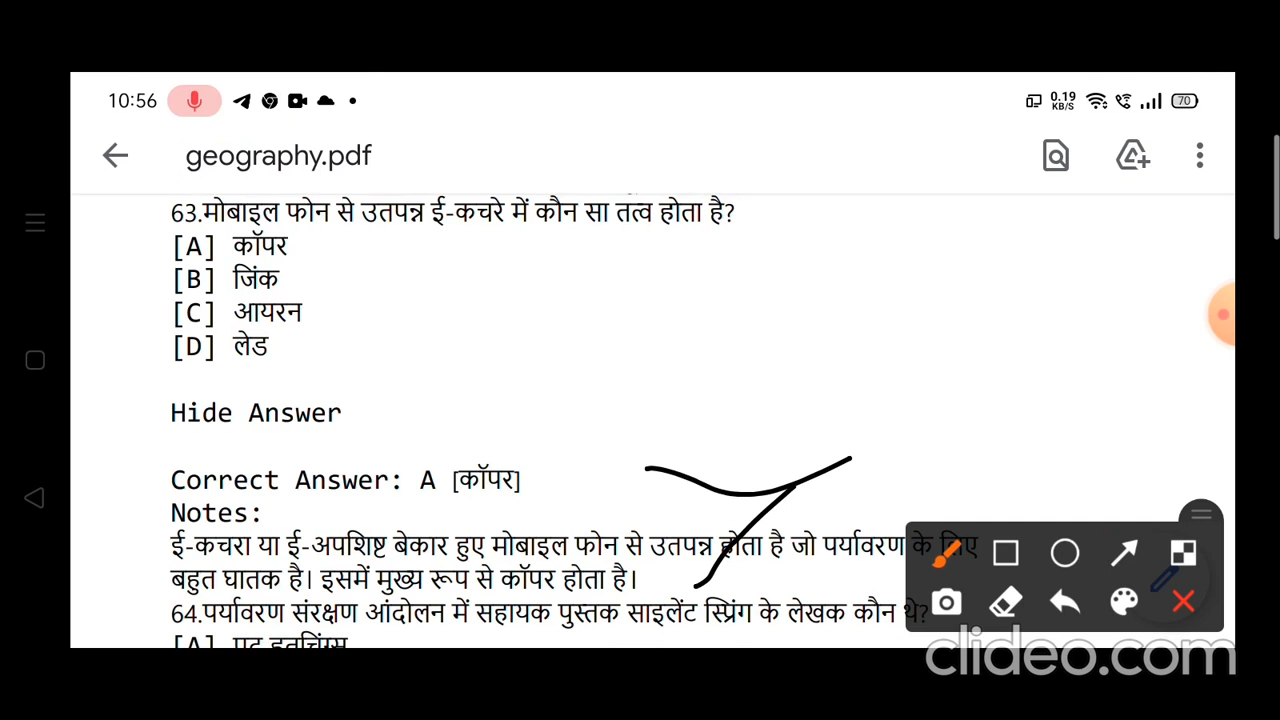 10:56 0.19 KB/S 70
geography.pdf
63.मोबाइल फोन से उतपन्न ई-कचरे में कौन सा तत्व होता है?
[A] कॉपर
[B] जिंक
[C] आयरन
[D] लेड
Hide Answer
Correct Answer: A [कॉपर]
Notes:
ई-कचरा या ई-अपशिष्ट बेकार हुए मोबाइल फोन से उतपन्न होता है जो पर्यावरण के लिए
बहुत घातक है। इसमें मुख्य रूप से कॉपर होता है।
64.पर्यावरण संरक्षण आंदोलन में सहायक पुस्तक साइलेंट स्प्रिंग के लेखक कौन थे?
[A]
clideo.com